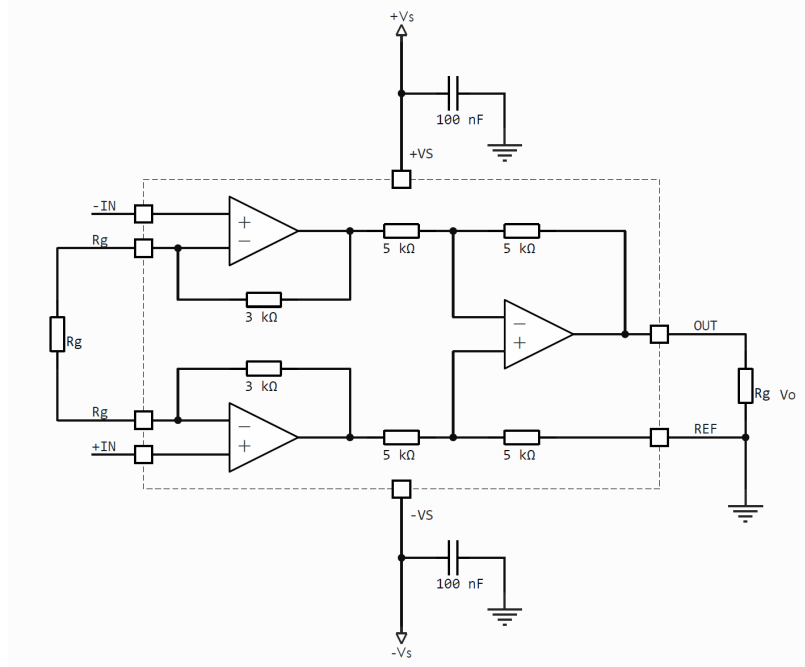 +Vs
100 nF
+VS
-IN
+
Rg
−
5 kΩ
5 kΩ
3 kΩ
−
OUT
Rg
+
3 kΩ
Rg Vo
Rg
−
REF
+IN
+
5 kΩ
5 kΩ
-VS
100 nF
-Vs